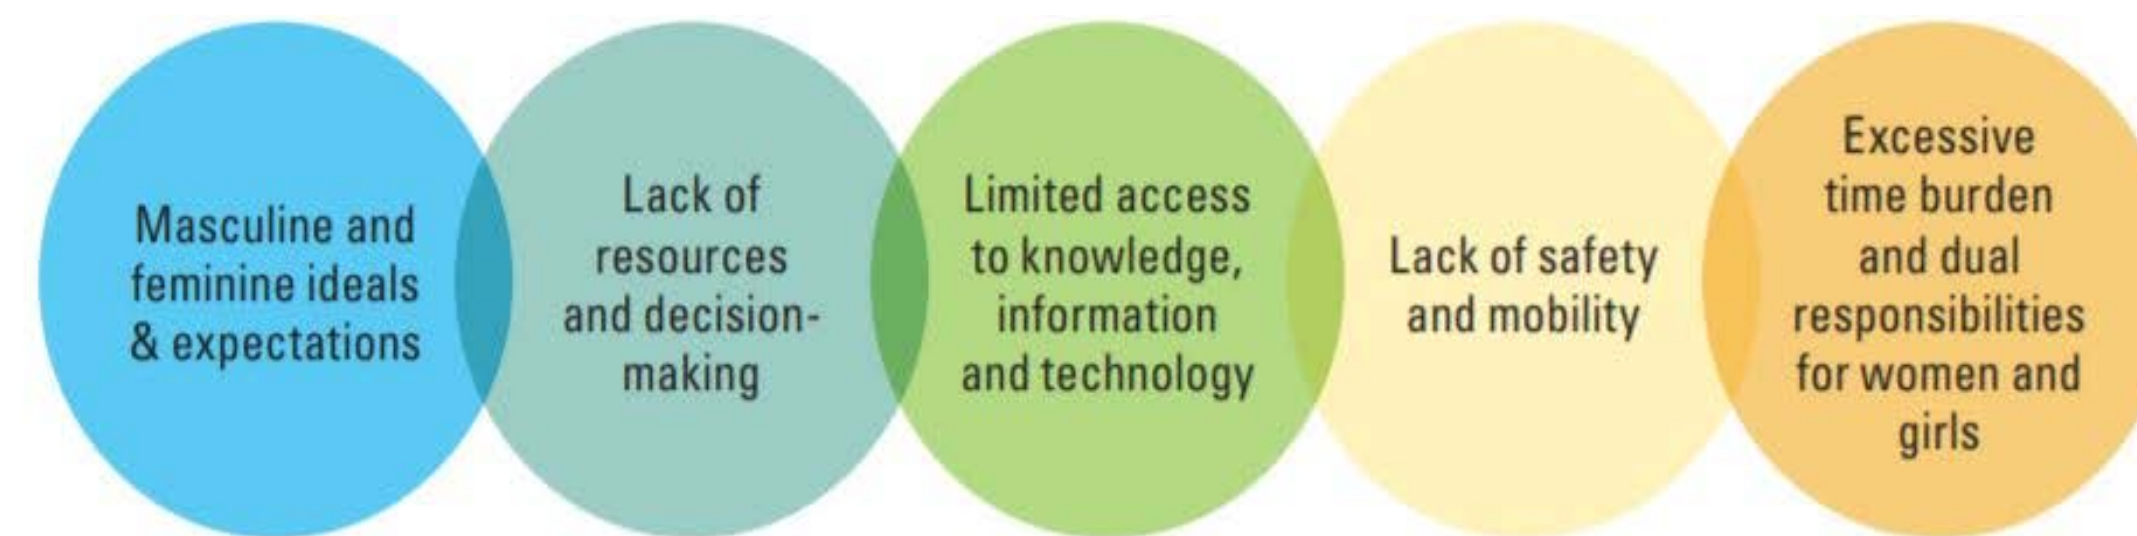 Masculine and
feminine ideals
& expectations
Lack of
resources
and decision-
making
Limited access
to knowledge,
information
and technology
Lack of safety
and mobility
Excessive
time burden
and dual
responsibilities
for women and
girls